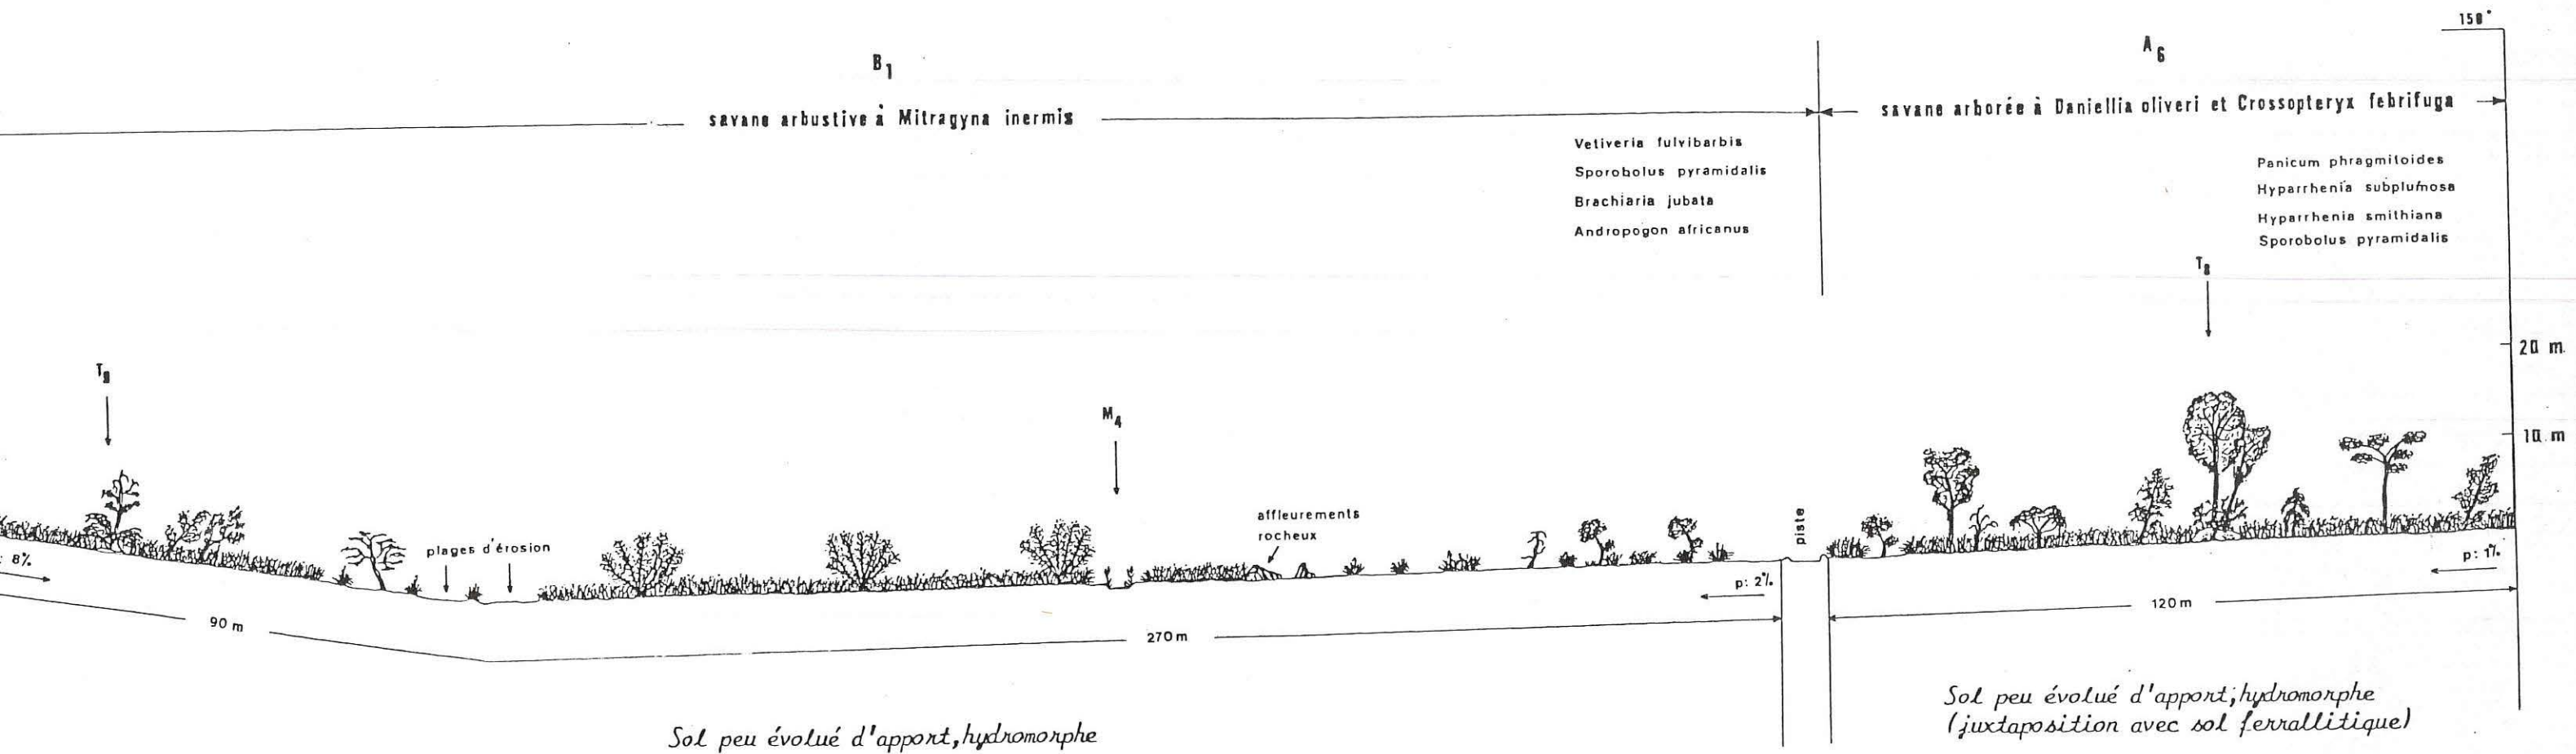 150°
B1
savane arbustive à Mitragyna inermis
A6
savane arborée à Daniellia oliveri et Crossopteryx febrifuga
Vetiveria fulvibarbis
Sporobolus pyramidalis
Brachiaria jubata
Andropogon africanus
Panicum phragmitoides
Hyparrhenia subplumosa
Hyparrhenia smithiana
Sporobolus pyramidalis
T8
20 m
10 m
T9
M4
plages d'érosion
affleurements
rocheux
piste
: 8%
p: 2%
p: 1%
90 m
270 m
120 m
Sol peu évolué d'apport, hydromorphe
Sol peu évolué d'apport, hydromorphe
(juxtaposition avec sol ferrallitique)